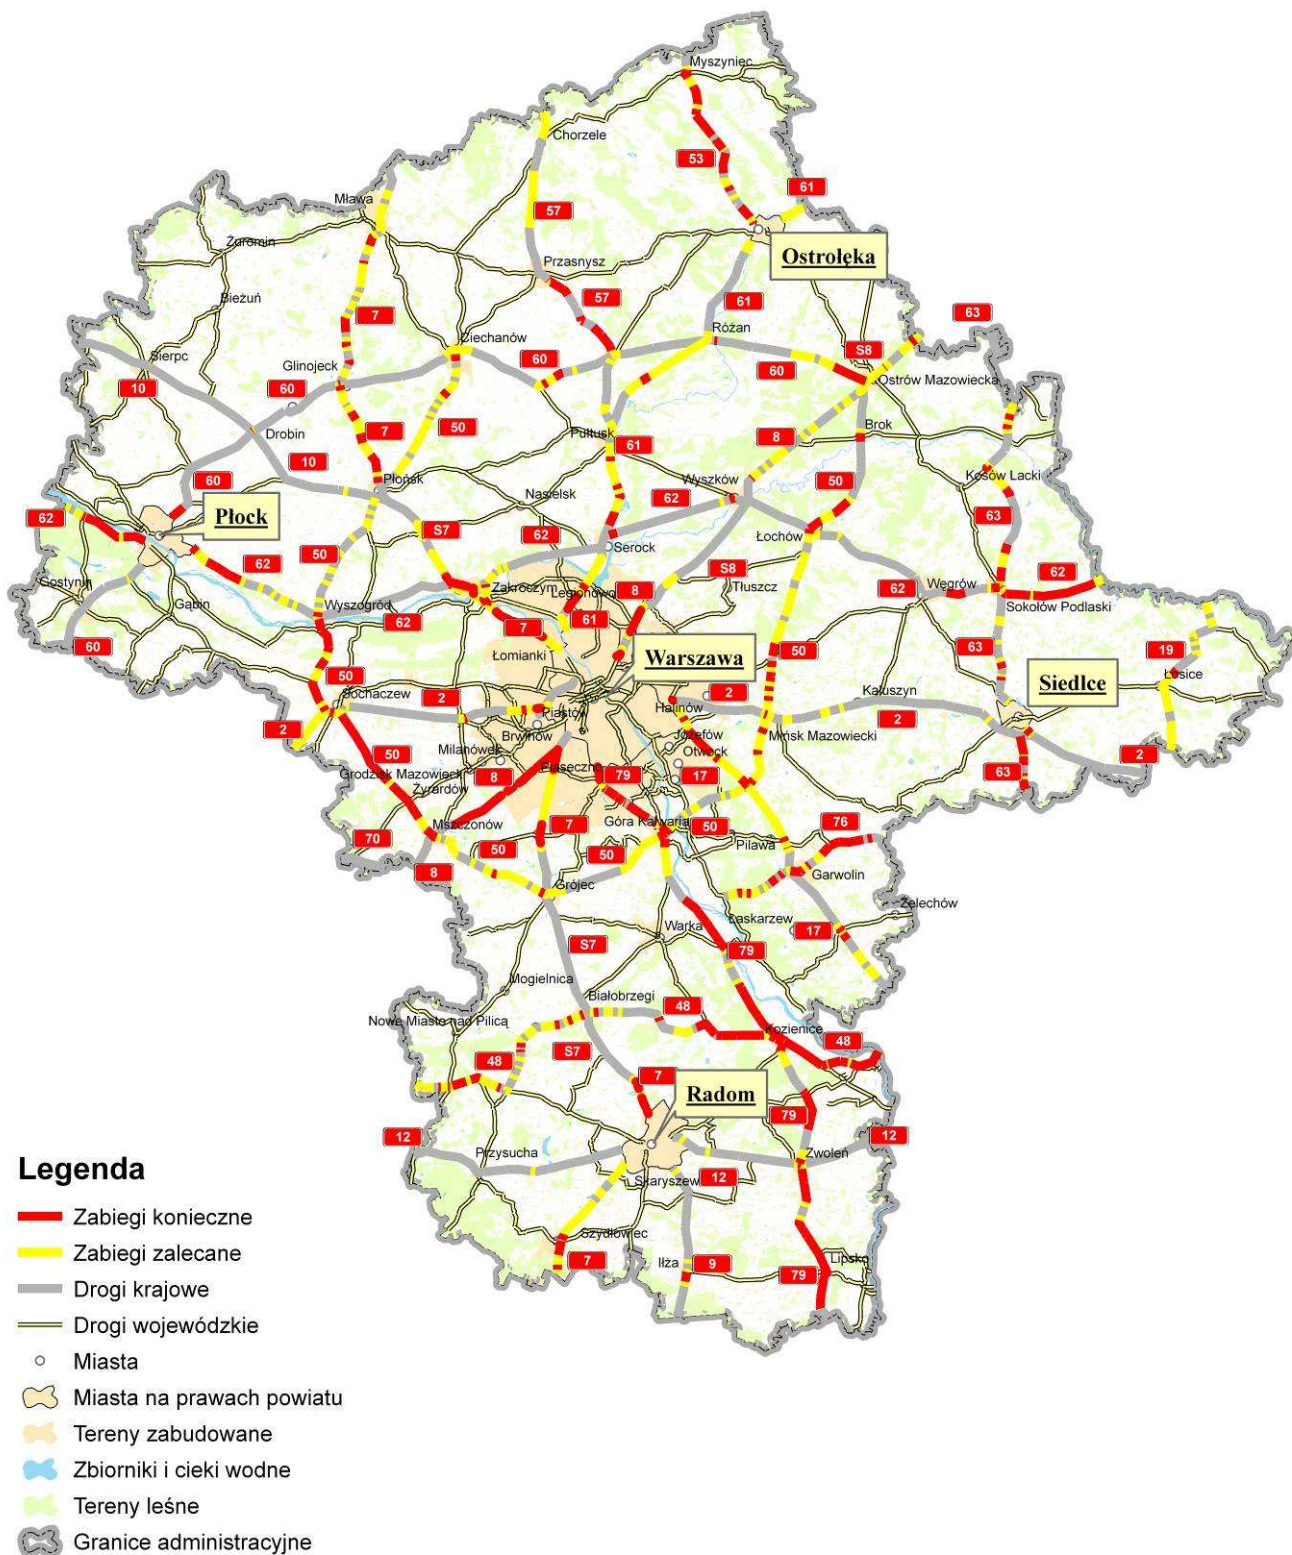 Myszyniec
Chorzele
53
61
Mława
57
Ostrołęka
Żuromin
Przasnysz
Bieżuń
57
61
63
7
Różan
Ciechanów
S8
Sierpc
Glinojeck
60
60
10
60
Ostrów Mazowiecka
50
Brok
Drobin
7
8
Pułtusk
61
10
Kosów Lacki
60
Płońsk
Wyszków
50
Płock
Nasielsk
62
62
63
S7
62
Łochów
50
Serock
62
S8
Tłuszcz
62
Gostynin
Zakroczym
Węgrów
62
Legionowo
8
Gąbin
Wyszogród
Sokołów Podlaski
62
7
61
60
63
19
Łomianki
Warszawa
50
50
Siedlce
Łosice
Sochaczew
2
2
Kałuszyn
Halinów
2
Piastów
2
Brwinów
Józefów
Mińsk Mazowiecki
Milanówek
Otwock
50
2
Grodzisk Mazowiecki
8
Piaseczno
79
17
63
Żyrardów
Mszczonów
7
Góra Kalwaria
50
76
70
50
50
Pilawa
8
Garwolin
Grójec
Żelechów
Łaskarzew
Warka
17
S7
79
Mogielnica
Białobrzegi
48
Nowe Miasto nad Pilicą
Kozienice
48
S7
48
7
Radom
79
12
12
Przysucha
Zwoleń
Skaryszew
12
Szydłowiec
Iłża
Lipsko
7
9
79
Legenda
Zabiegi konieczne
Zabiegi zalecane
Drogi krajowe
Drogi wojewódzkie
Miasta
Miasta na prawach powiatu
Tereny zabudowane
Zbiorniki i cieki wodne
Tereny leśne
Granice administracyjne